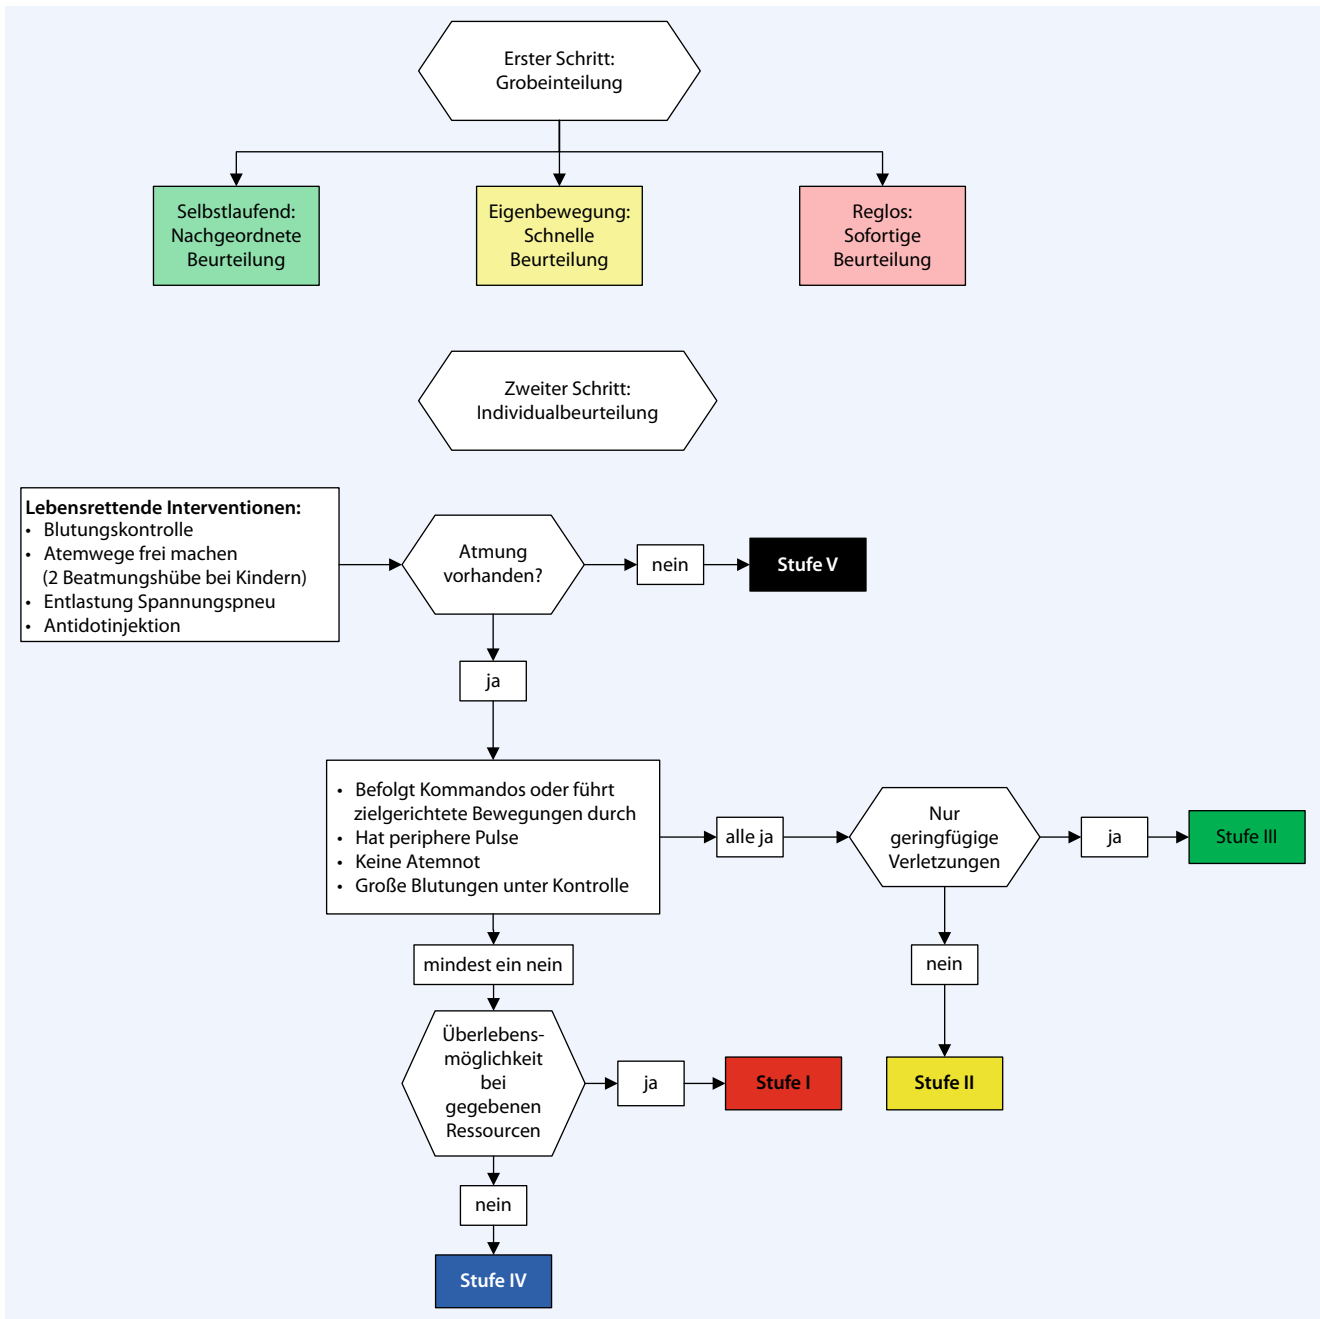 Erster Schritt:
Grobeinteilung
Selbstlaufend:
Nachgeordnete
Beurteilung
Eigenbewegung:
Schnelle
Beurteilung
Reglos:
Sofortige
Beurteilung
Zweiter Schritt:
Individualbeurteilung
Lebensrettende Interventionen:
• Blutungskontrolle
• Atemwege frei machen
(2 Beatmungshübe bei Kindern)
• Entlastung Spannungspneu
• Antidotinjektion
Atmung
vorhanden?
nein
Stufe V
ja
• Befolgt Kommandos oder führt
zielgerichtete Bewegungen durch
• Hat periphere Pulse
• Keine Atemnot
• Große Blutungen unter Kontrolle
alle ja
Nur
geringfügige
Verletzungen
ja
Stufe III
mindest ein nein
nein
Überlebens-
möglichkeit
bei
gegebenen
Ressourcen
ja
Stufe I
Stufe II
nein
Stufe IV